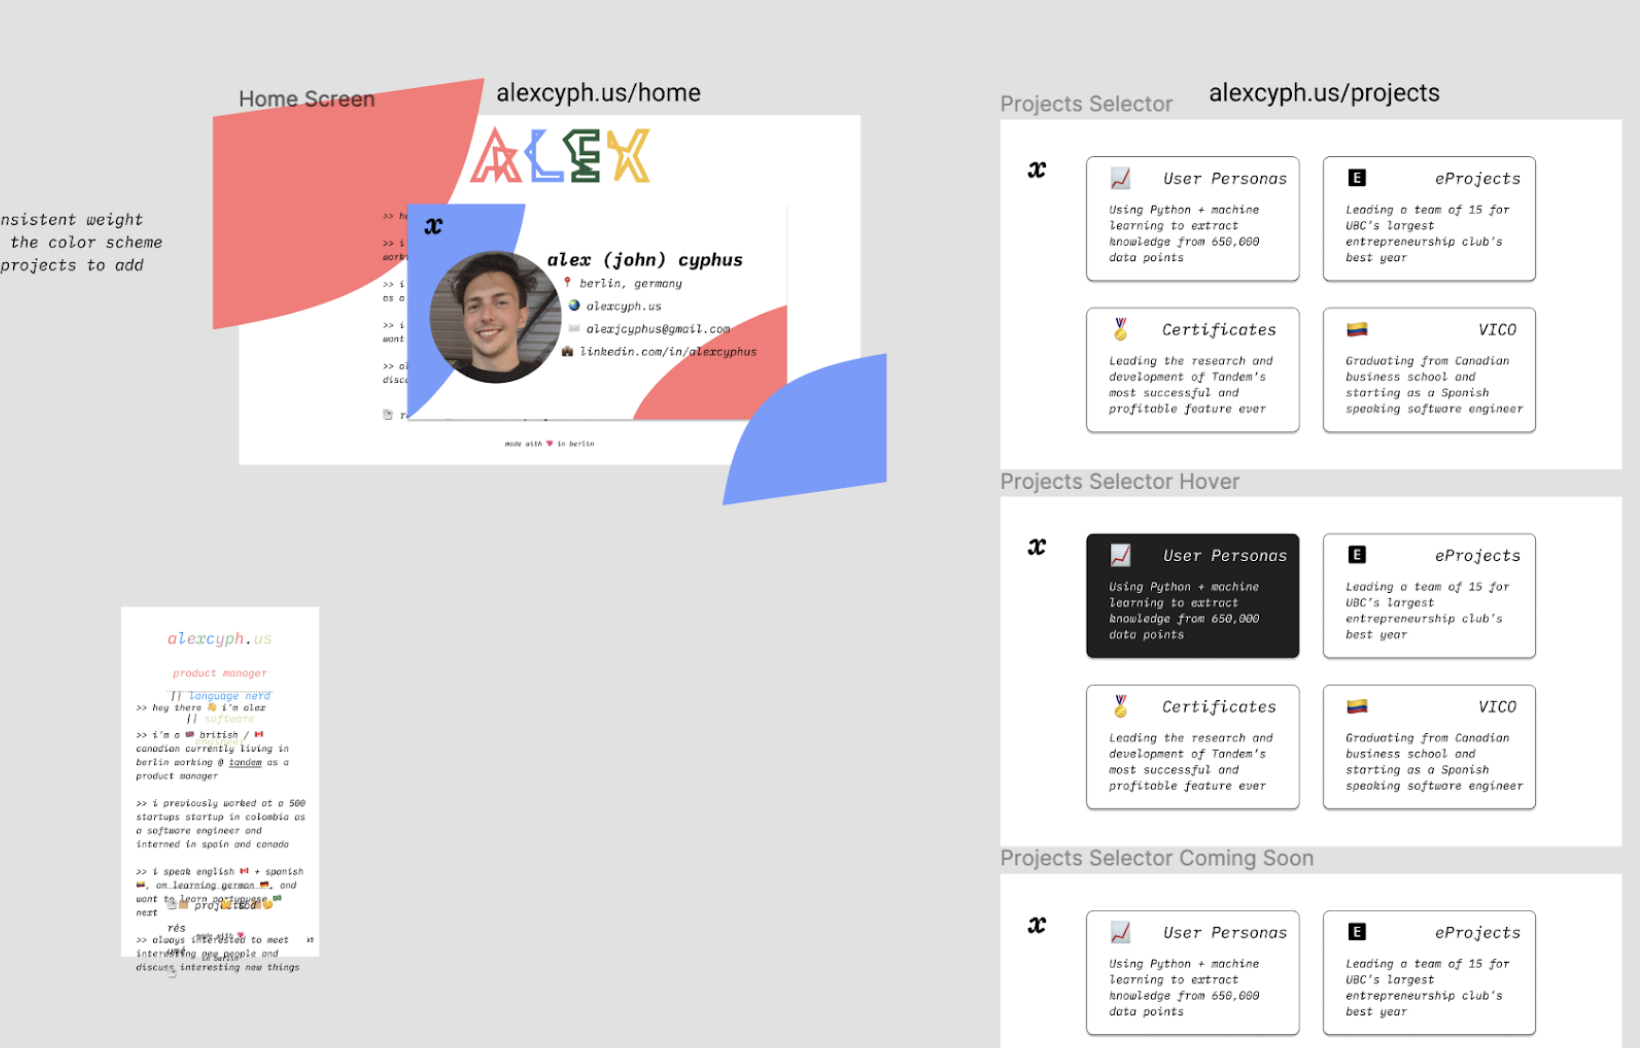 Home Screen
alexcyph.us/home
ALEX
nsistent weight
the color scheme
projects to add
>> he
>> i
work
>> i
as a
>> i
want
>> al
discu
x
alex (john) cyphus
berlin, germany
alexcyph.us
alexjcyphus@gmail.com
linkedin.com/in/alexcyphus
made with 💗 in berlin
alexcyph.us
product manager
|| language nerd
>> hey there 👋 i'm alex
|| software
engineer
>> i'm a 🇬🇧 british / 🇨🇦
canadian currently living in
berlin working @ tandem as a
product manager
>> i previously worked at a 500
startups startup in colombia as
a software engineer and
interned in spain and canada
>> i speak english 🇨🇦 + spanish
🇨🇴, am learning german 🇩🇪, and
want to learn portuguese 🇧🇷
next
rés
umé
made with 💗
in berlin
>> always interested to meet
interesting new people and
discuss interesting new things
Projects Selector
alexcyph.us/projects
x
User Personas
Using Python + machine
learning to extract
knowledge from 650,000
data points
E
eProjects
Leading a team of 15 for
UBC's largest
entrepreneurship club's
best year
Certificates
Leading the research and
development of Tandem's
most successful and
profitable feature ever
VICO
Graduating from Canadian
business school and
starting as a Spanish
speaking software engineer
Projects Selector Hover
x
User Personas
Using Python + machine
learning to extract
knowledge from 650,000
data points
E
eProjects
Leading a team of 15 for
UBC's largest
entrepreneurship club's
best year
Certificates
Leading the research and
development of Tandem's
most successful and
profitable feature ever
VICO
Graduating from Canadian
business school and
starting as a Spanish
speaking software engineer
Projects Selector Coming Soon
x
User Personas
Using Python + machine
learning to extract
knowledge from 650,000
data points
E
eProjects
Leading a team of 15 for
UBC's largest
entrepreneurship club's
best year